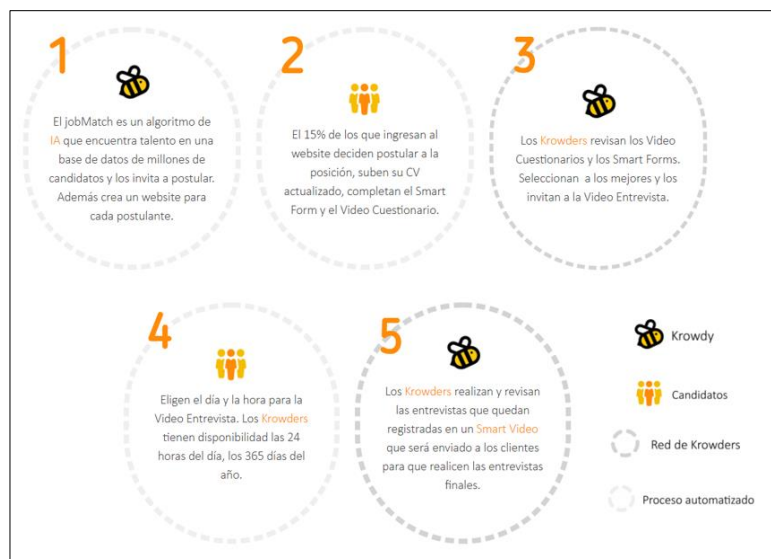 1
El jobMatch es un algoritmo de
IA que encuentra talento en una
base de datos de millones de
candidatos y los invita a postular.
Además crea un website para
cada postulante.
2
El 15% de los que ingresan al
website deciden postular a la
posición, suben su CV
actualizado, completan el Smart
Form y el Video Cuestionario.
3
Los Krowders revisan los Video
Cuestionarios y los Smart Forms.
Seleccionan a los mejores y los
invitan a la Video Entrevista.
4
Eligen el día y la hora para la
Video Entrevista. Los Krowders
tienen disponibilidad las 24
horas del día, los 365 días del
año.
5
Los Krowders realizan y revisan
las entrevistas que quedan
registradas en un Smart Video
que será enviado a los clientes
para que realicen las entrevistas
finales.
Krowdy
Candidatos
Red de Krowders
Proceso automatizado